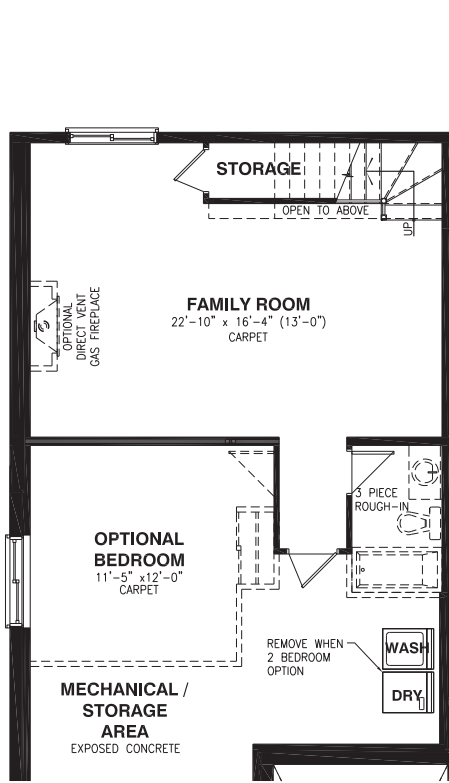 STORAGE
OPEN TO ABOVE
UP
FAMILY ROOM
22'-10" x 16'-4" (13'-0")
CARPET
OPTIONAL
DIRECT VENT
GAS FIREPLACE
3 PIECE
ROUGH-IN
OPTIONAL
BEDROOM
11'-5" x12'-0"
CARPET
REMOVE WHEN
2 BEDROOM
OPTION
WASH
DRY
MECHANICAL /
STORAGE
AREA
EXPOSED CONCRETE